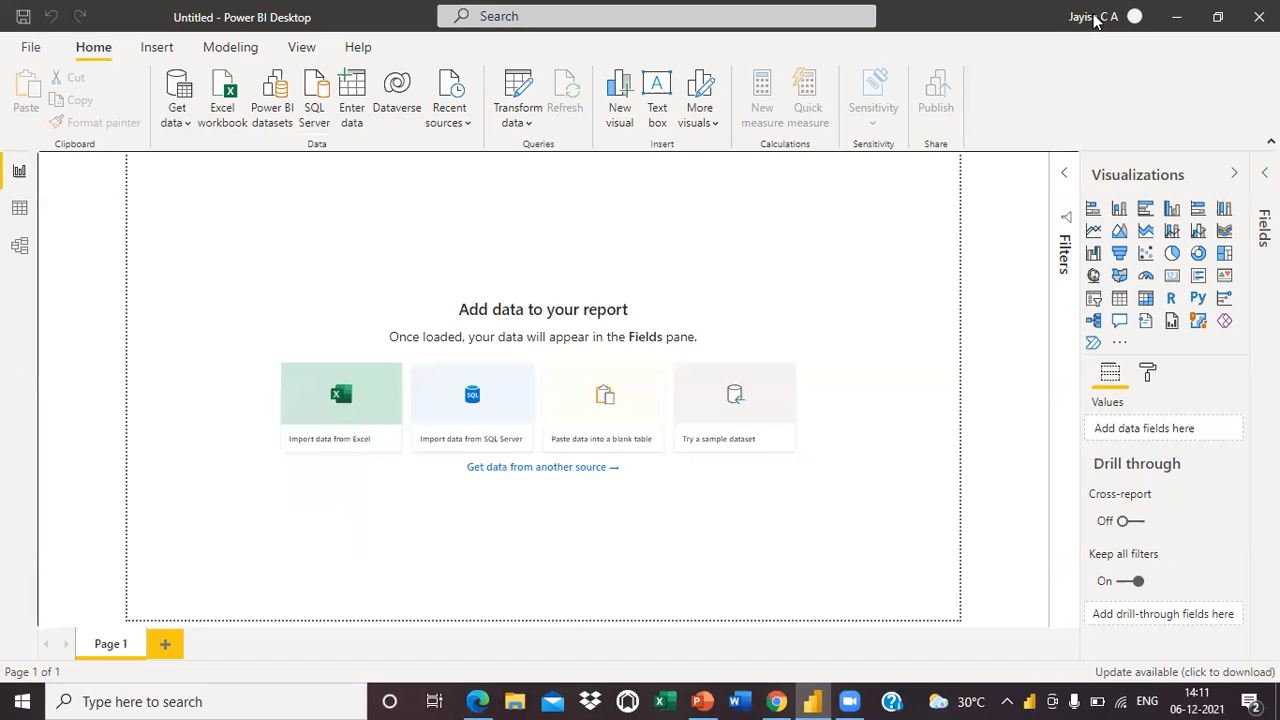 Untitled - Power BI Desktop
Search
C A
File
Home
Insert
Modeling
View
Help
Paste
Cut
Copy
Format painter
Clipboard
Get data
Excel workbook
Power BI datasets
SQL Server
Enter data
Dataverse
Recent sources
Data
Transform data
Refresh
Queries
New visual
Text box
More visuals
Insert
New measure
Quick measure
Calculations
Sensitivity
Sensitivity
Publish
Share
Add data to your report
Once loaded, your data will appear in the Fields pane.
Import data from Excel
Import data from SQL Server
Paste data into a blank table
Try a sample dataset
Get data from another source →
Filters
Visualizations
Fields
123
R
Py
Values
Add data fields here
Drill through
Cross-report
Off
Keep all filters
On
Add drill-through fields here
Page 1
Page 1 of 1
Update available (click to download)
Type here to search
30°C
ENG
14:11
06-12-2021
2